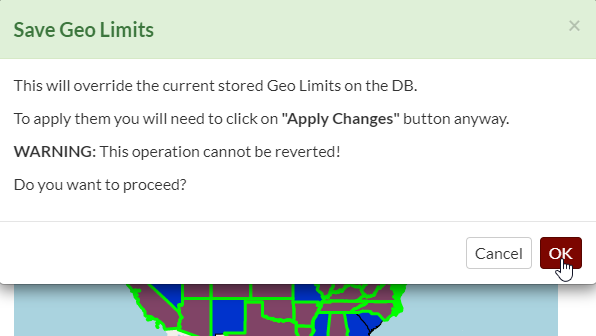 Save Geo Limits
×
This will override the current stored Geo Limits on the DB.
To apply them you will need to click on "Apply Changes" button anyway.
WARNING: This operation cannot be reverted!
Do you want to proceed?
Cancel
OK